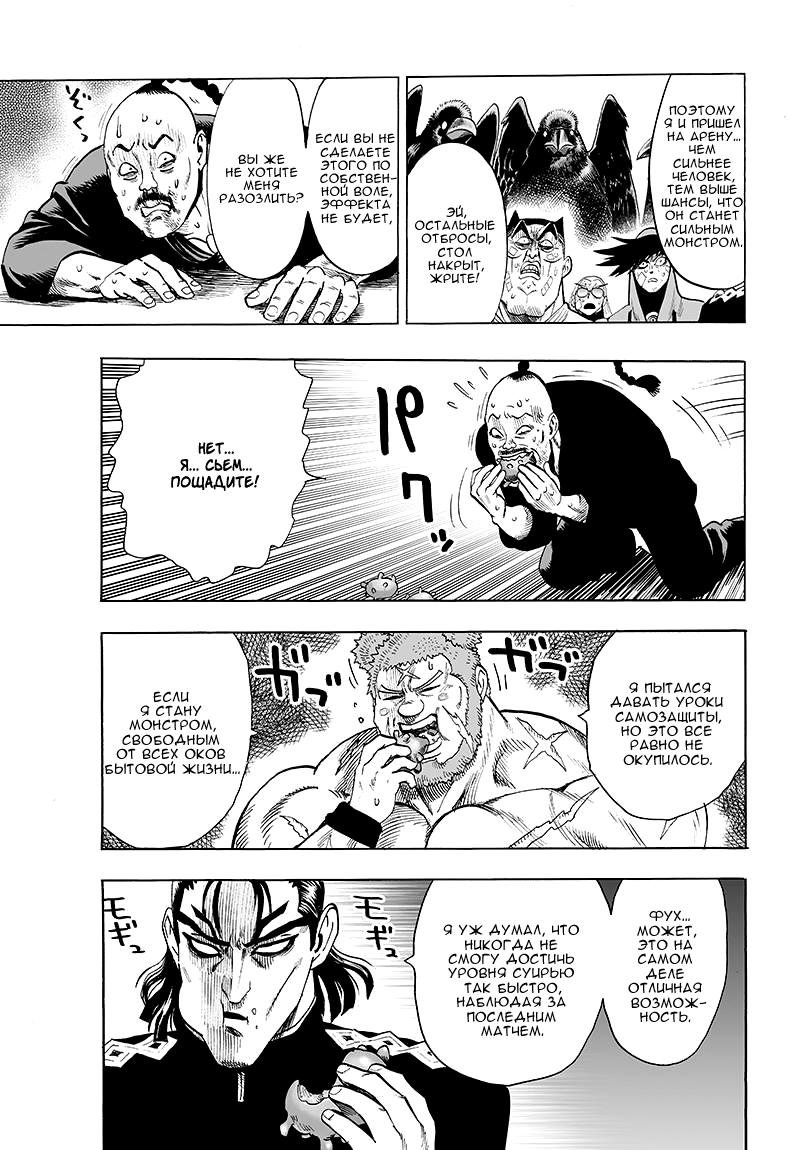 ПОЭТОМУ
Я И ПРИШЕЛ
НА АРЕНУ...
ЧЕМ
СИЛЬНЕЕ
ЧЕЛОВЕК,
ТЕМ ВЫШЕ
ШАНСЫ, ЧТО
ОН СТАНЕТ
СИЛЬНЫМ
МОНСТРОМ.
ЭЙ,
ОСТАЛЬНЫЕ
ОТБРОСЫ,
СТОЛ
НАКРЫТ,
ЖРИТЕ!
ЕСЛИ ВЫ НЕ
СДЕЛАЕТЕ
ЭТОГО ПО
СОБСТВЕН-
НОЙ ВОЛЕ,
ЭФФЕКТА
НЕ БУДЕТ,
ВЫ ЖЕ
НЕ ХОТИТЕ
МЕНЯ
РАЗОЗЛИТЬ?
ぞくっ
パクッ
НЕТ...
Я... СЬЕМ...
ПОЩАДИТЕ!
Я ПЫТАЛСЯ
ДАВАТЬ УРОКИ
САМОЗАЩИТЫ,
НО ЭТО ВСЕ
РАВНО НЕ
ОКУПИЛОСЬ.
ガブッ
ガブッ
ЕСЛИ
Я СТАНУ
МОНСТРОМ,
СВОБОДНЫМ
ОТ ВСЕХ ОКОВ
БЫТОВОЙ ЖИЗНИ...
ФУХ...
МОЖЕТ,
ЭТО НА
САМОМ
ДЕЛЕ
ОТЛИЧНАЯ
ВОЗМОЖ-
НОСТЬ.
Я УЖ ДУМАЛ, ЧТО
НИКОГДА НЕ
СМОГУ ДОСТИЧЬ
УРОВНЯ СУИРЬЮ
ТАК БЫСТРО,
НАБЛЮДАЯ ЗА
ПОСЛЕДНИМ
МАТЧЕМ.
モギュ
モギュ